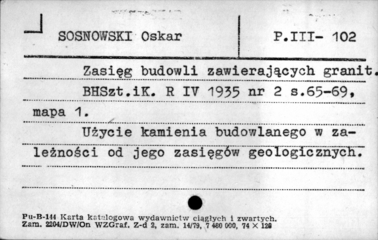 SOSNOWSKI Oskar P.III- 102
Zasięg budowli zawierających granit.
BHSzt.iK. R IV 1935 nr 2 s.65-69,
mapa 1.
Użycie kamienia budowlanego w za-
leżności od jego zasięgów geologicznych.
Pu-B-144 Karta katalogowa wydawnictw ciągłych i zwartych.
Zam. 2204/DW/On WZGraf. Z-d 2, zam. 14/79, 7 400 000, 74 X 125